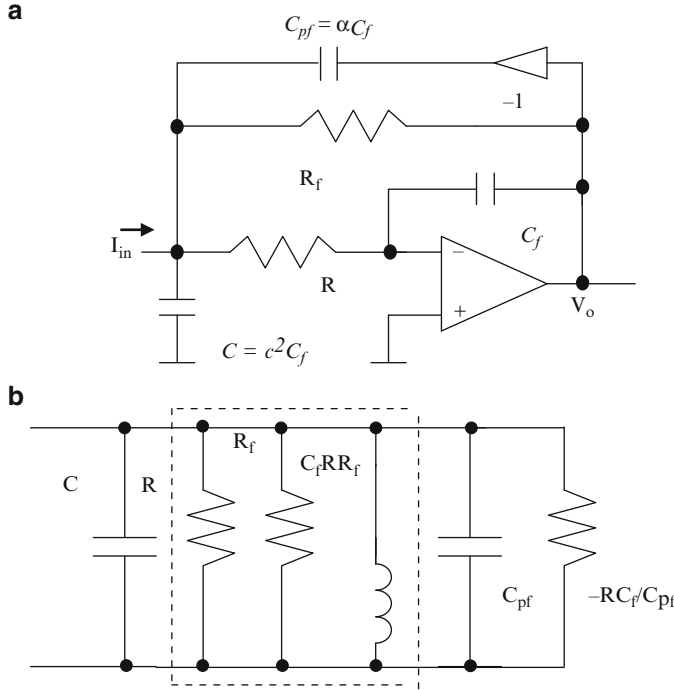 a
C_pf = αC_f
–1
R_f
I_in
R
C_f
–
+
V_o
C = c²C_f
b
R_f
C_fRR_f
C
R
C_pf
–RC_f/C_pf